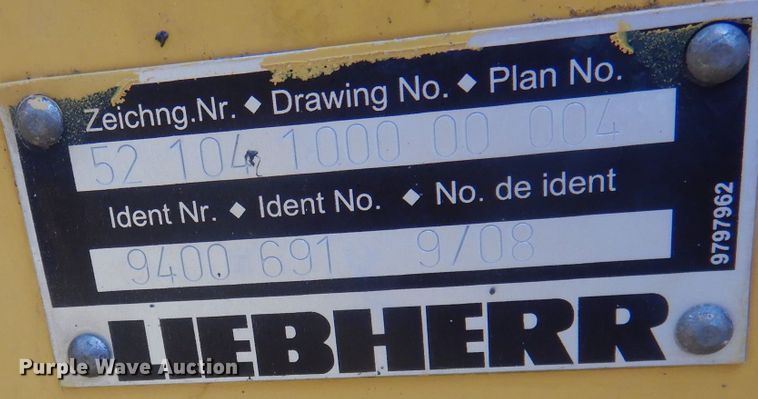 Zeichng.Nr. ◆ Drawing No. ◆ Plan No.
52 104 1000 00 004
Ident Nr. ◆ Ident No. ◆ No. de ident
9400 691 9/08
9797962
LIEBHERR
Purple Wave Auction